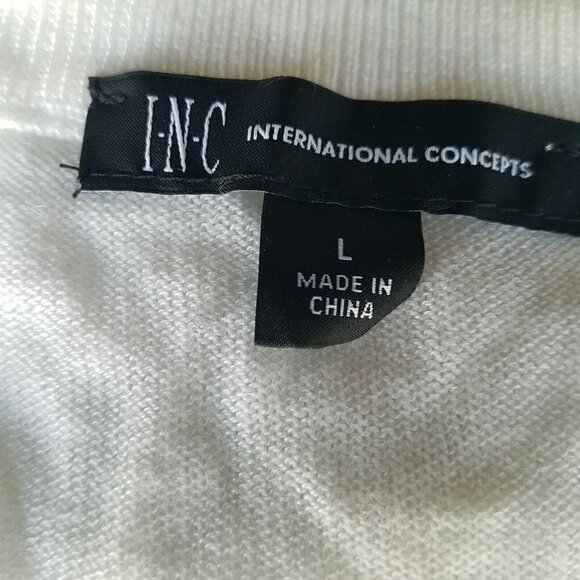 I-N-C INTERNATIONAL CONCEPTS
L
MADE IN
CHINA